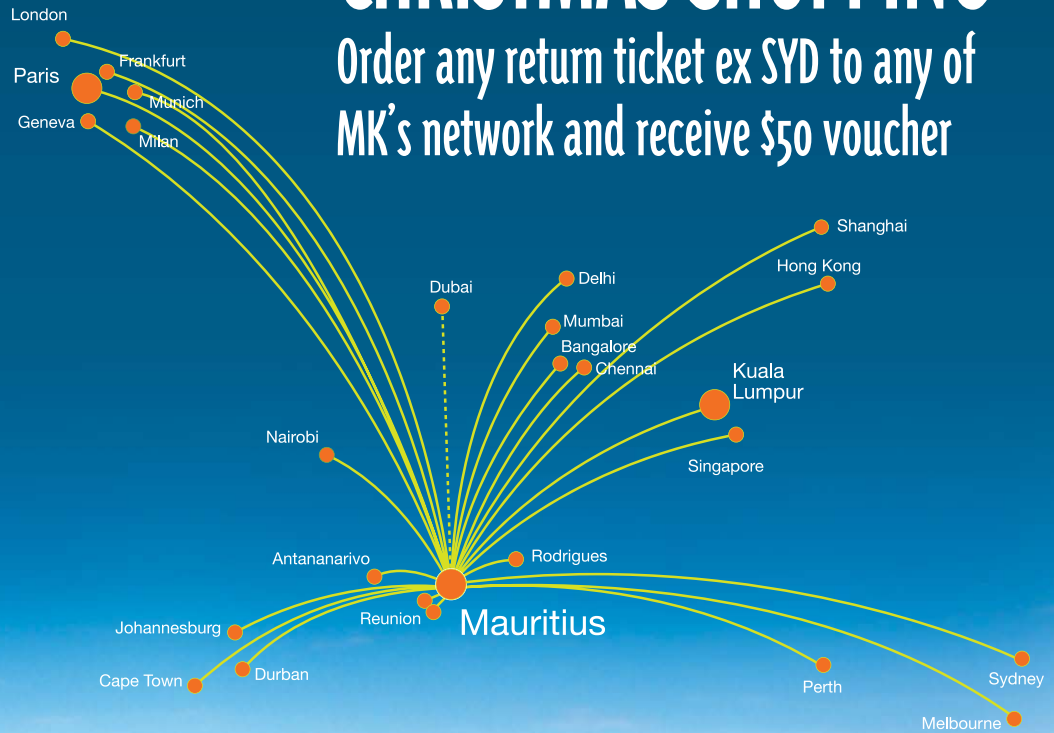 London
Order any return ticket ex SYD to any of
MK's network and receive $50 voucher
Frankfurt
Paris
Munich
Geneva
Milan
Shanghai
Hong Kong
Delhi
Dubai
Mumbai
Bangalore
Chennai
Kuala
Lumpur
Nairobi
Singapore
Antananarivo
Rodrigues
Reunion
Mauritius
Johannesburg
Cape Town
Durban
Perth
Sydney
Melbourne